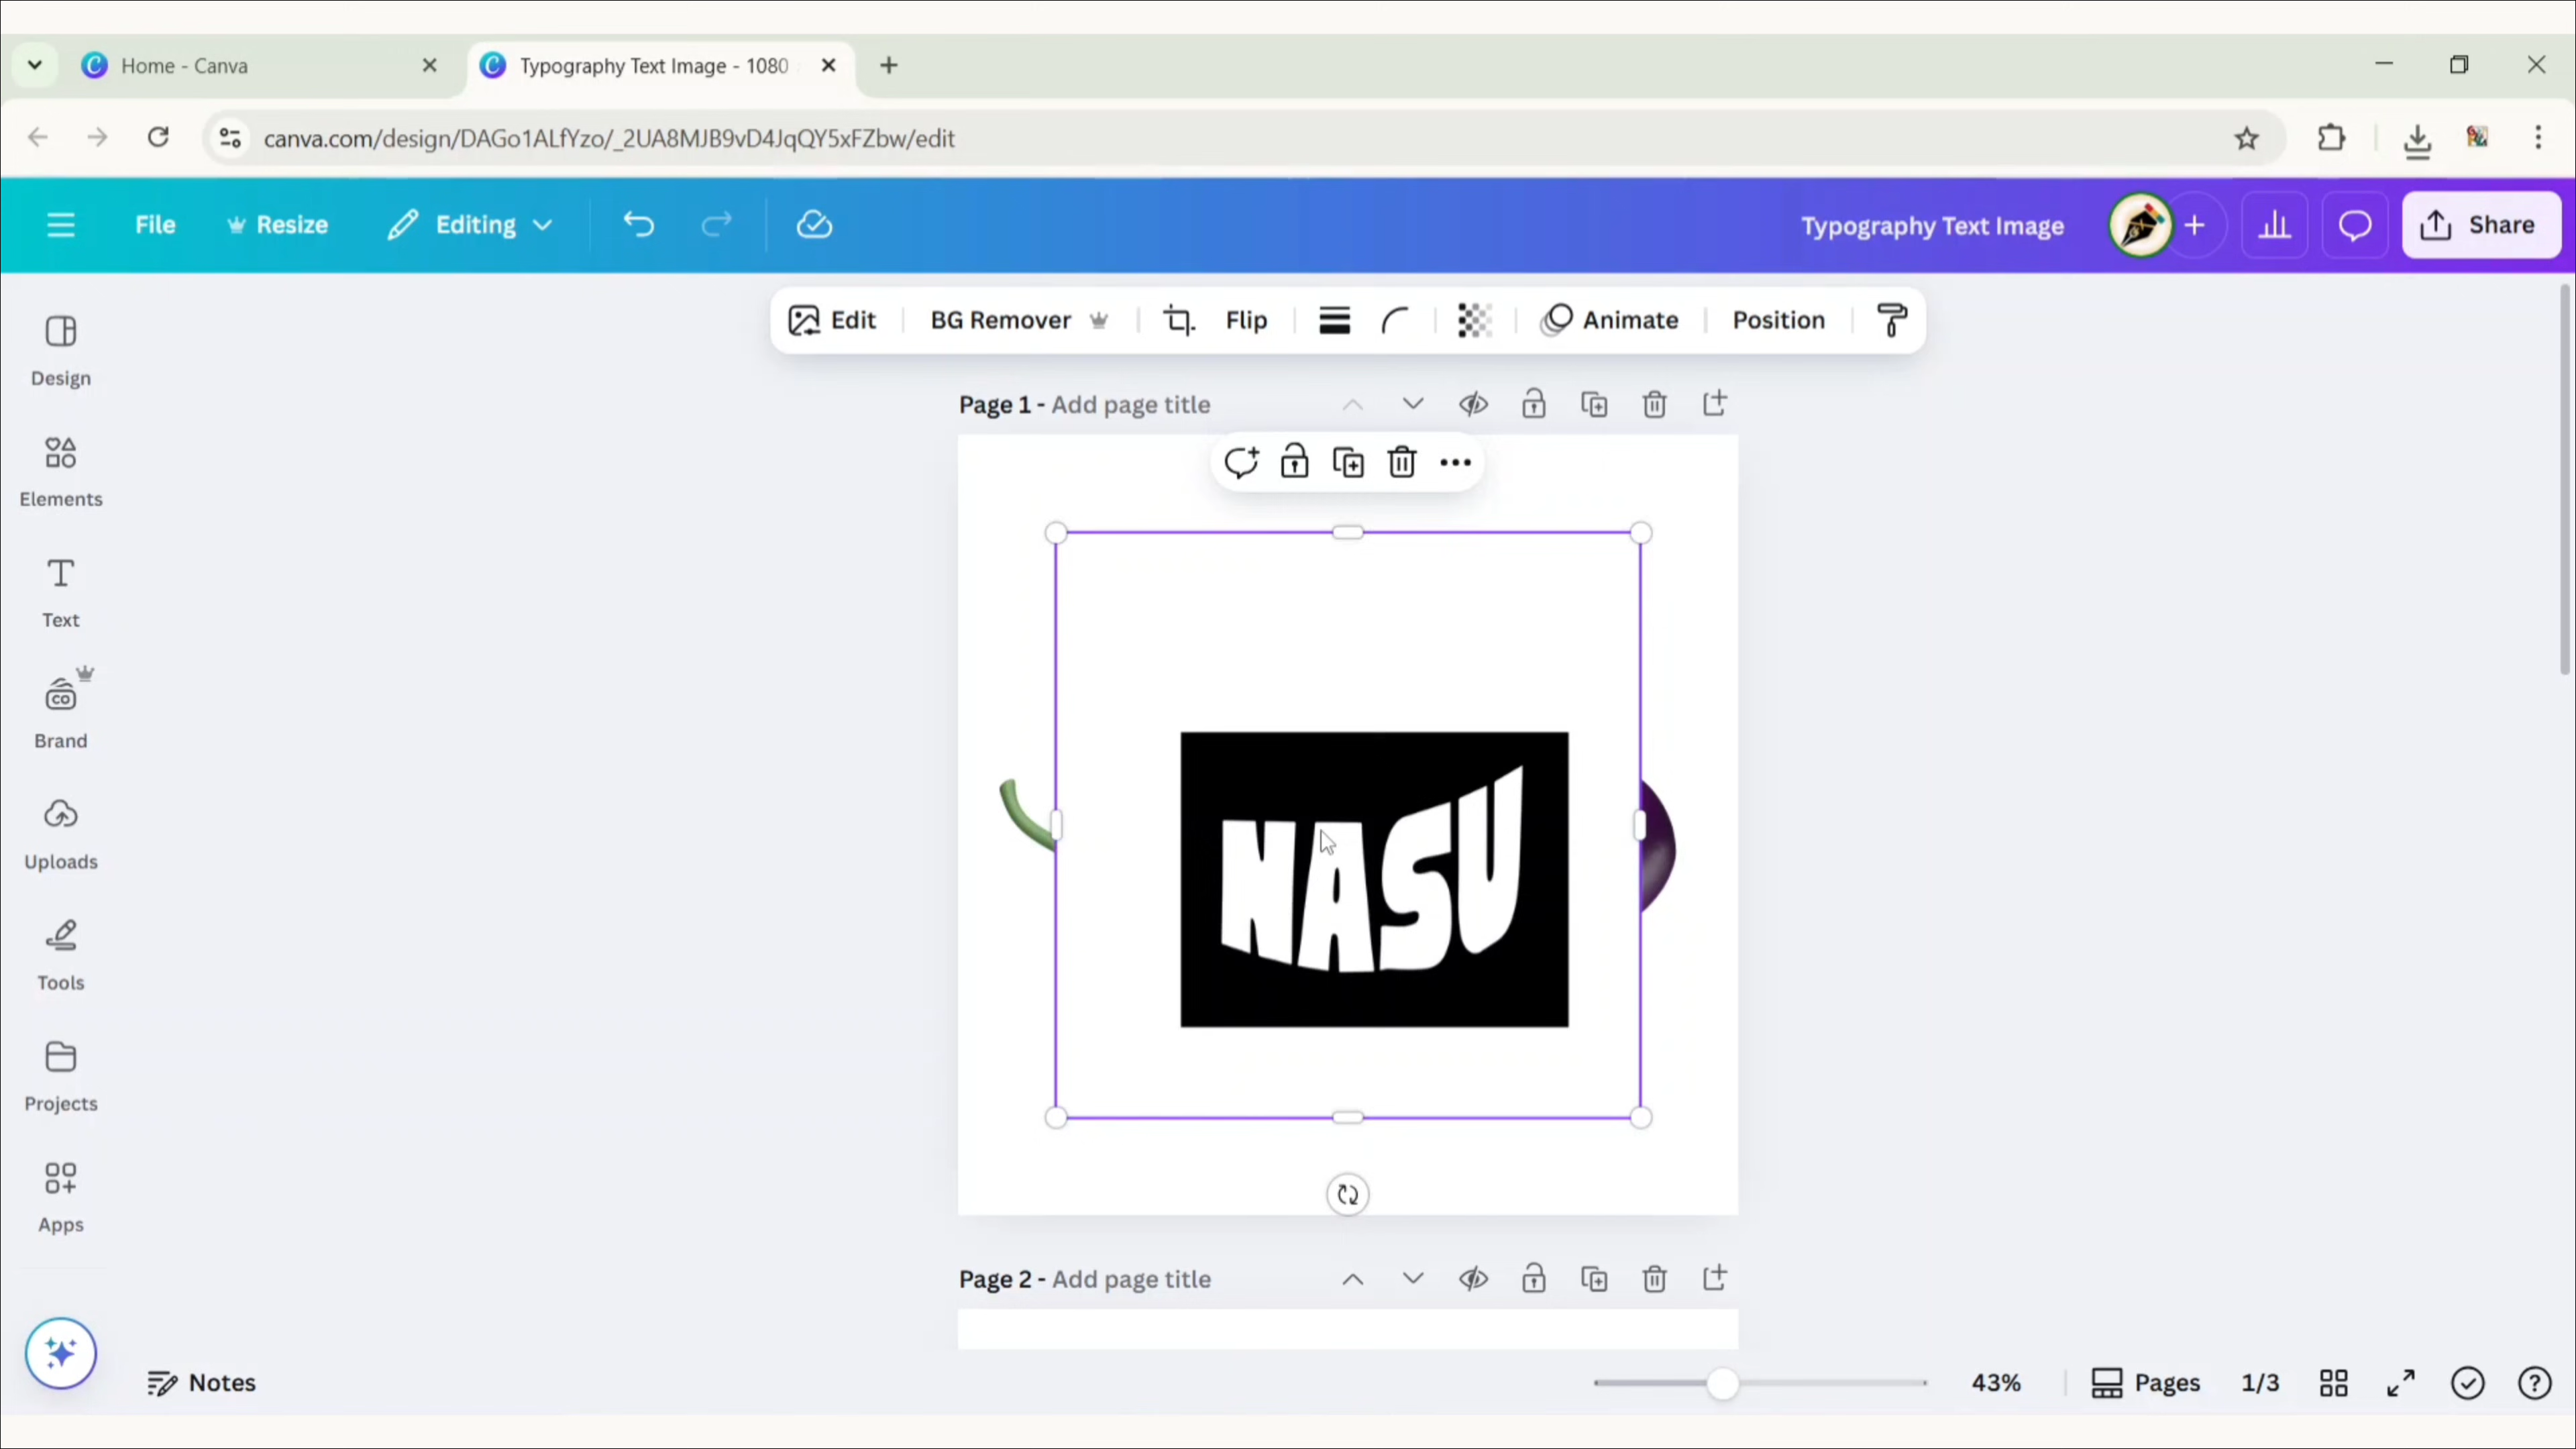 Home - Canva
Typography Text Image - 1080
canva.com/design/DAGo1ALfYzo/_2UA8MJB9vD4JqQY5xFZbw/edit
File
Resize
Editing
Typography Text Image
Share
Edit
BG Remover
Flip
Animate
Position
Design
Elements
Text
CO
Brand
Uploads
Tools
Projects
Apps
Page 1 - Add page title
NASU
Page 2 - Add page title
Notes
43%
Pages
1/3